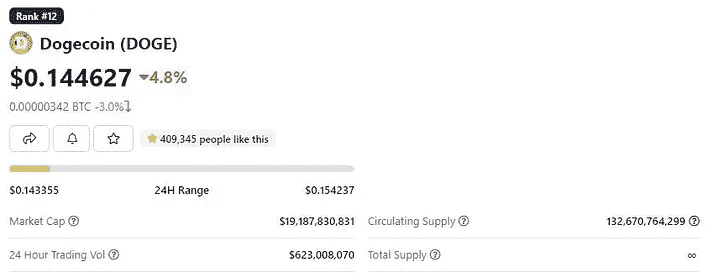 Rank #12
Dogecoin (DOGE)
$0.144627 4.8%
0.00000342 BTC -3.0%
409,345 people like this
$0.143355 24H Range $0.154237
Market Cap $19,187,830,831 Circulating Supply 132,670,764,299
24 Hour Trading Vol $623,008,070 Total Supply ∞